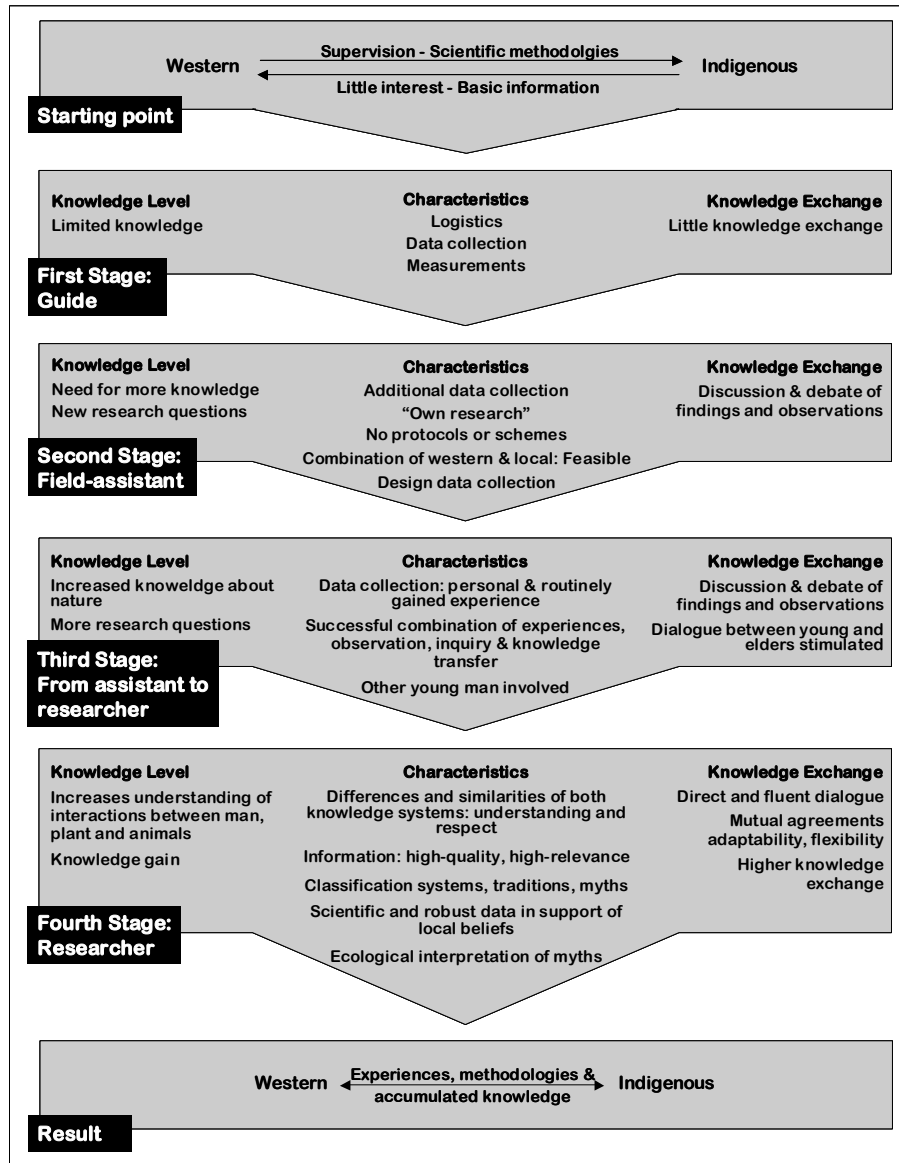 Supervision - Scientific methodolgies
Western
Indigenous
Little interest - Basic information
Starting point
Knowledge Level
Limited knowledge
Characteristics
Logistics
Data collection
Measurements
Knowledge Exchange
Little knowledge exchange
First Stage:
Guide
Knowledge Level
Need for more knowledge
New research questions
Characteristics
Additional data collection
“Own research”
No protocols or schemes
Combination of western & local: Feasible
Design data collection
Knowledge Exchange
Discussion & debate of
findings and observations
Second Stage:
Field-assistant
Knowledge Level
Increased knoweldge about
nature
More research questions
Characteristics
Data collection: personal & routinely
gained experience
Successful combination of experiences,
observation, inquiry & knowledge
transfer
Other young man involved
Knowledge Exchange
Discussion & debate of
findings and observations
Dialogue between young and
elders stimulated
Third Stage:
From assistant to
researcher
Knowledge Level
Increases understanding of
interactions between man,
plant and animals
Knowledge gain
Characteristics
Differences and similarities of both
knowledge systems: understanding and
respect
Information: high-quality, high-relevance
Classification systems, traditions, myths
Scientific and robust data in support of
local beliefs
Ecological interpretation of myths
Knowledge Exchange
Direct and fluent dialogue
Mutual agreements
adaptability, flexibility
Higher knowledge
exchange
Fourth Stage:
Researcher
Western
Experiences, methodologies &
accumulated knowledge
Indigenous
Result